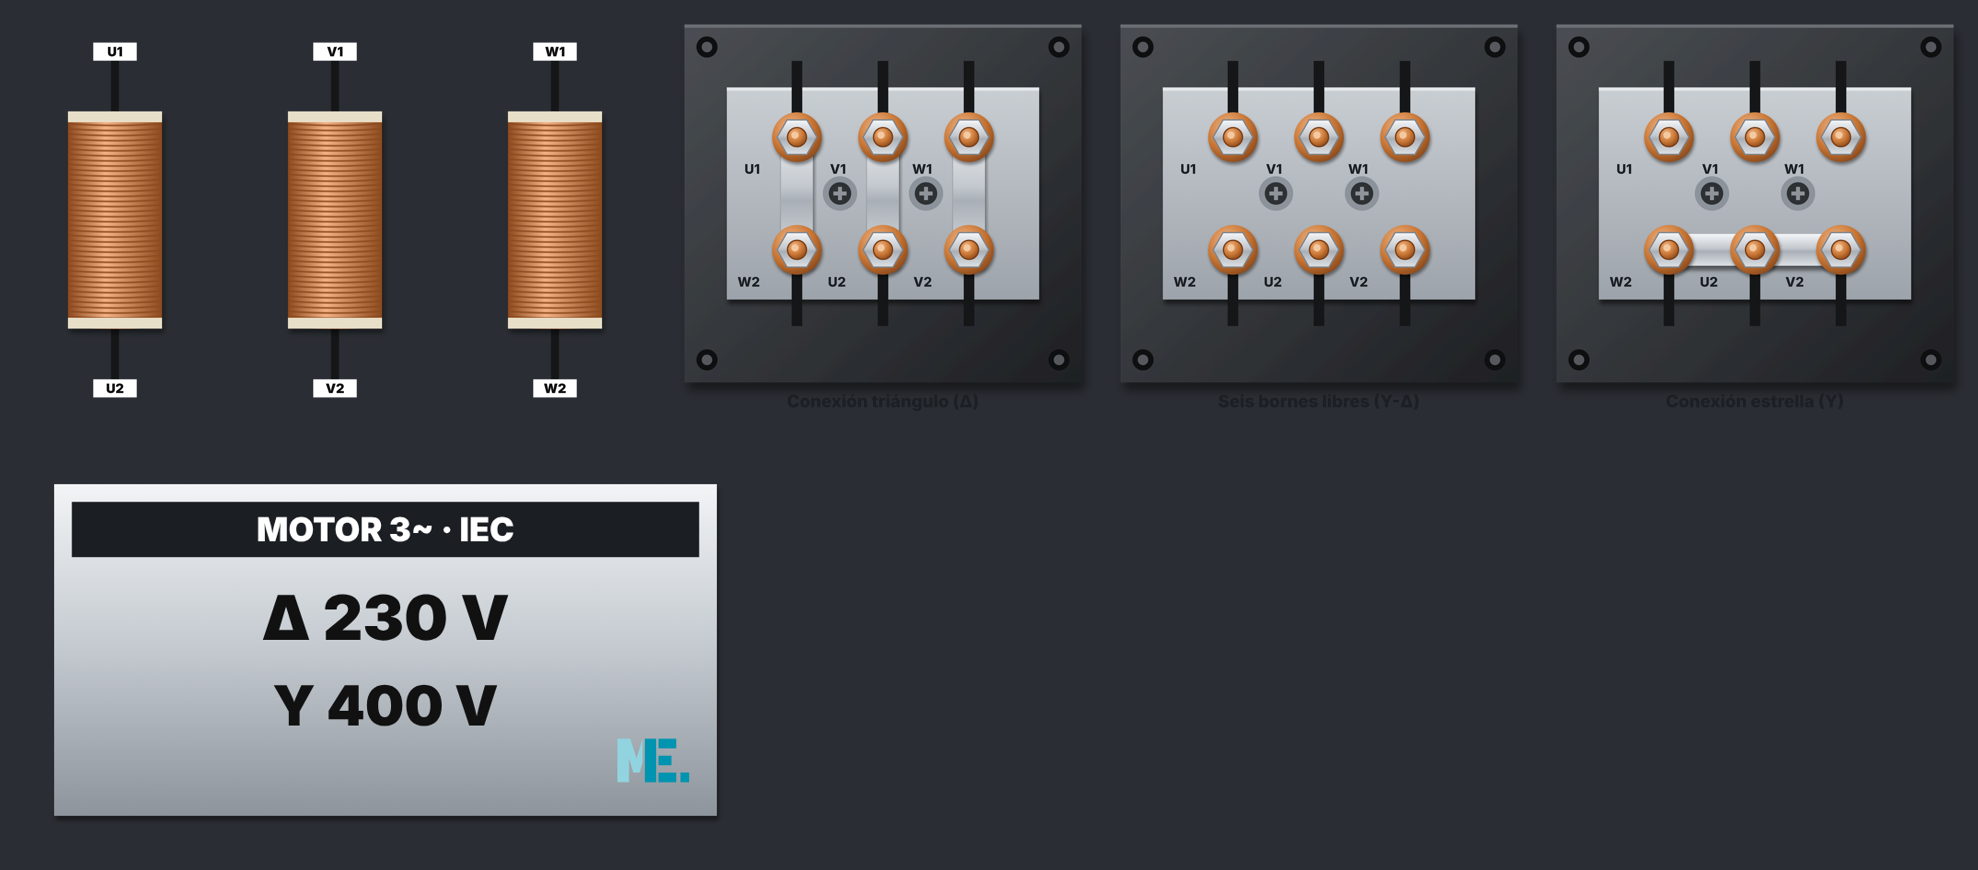 U1
V1
W1
U2
V2
W2
U1
V1
W1
W2
U2
V2
Conexión triángulo (Δ)
U1
V1
W1
W2
U2
V2
Seis bornes libres (Y-Δ)
U1
V1
W1
W2
U2
V2
Conexión estrella (Y)
MOTOR 3~ · IEC
Δ 230 V
Y 400 V
ME.